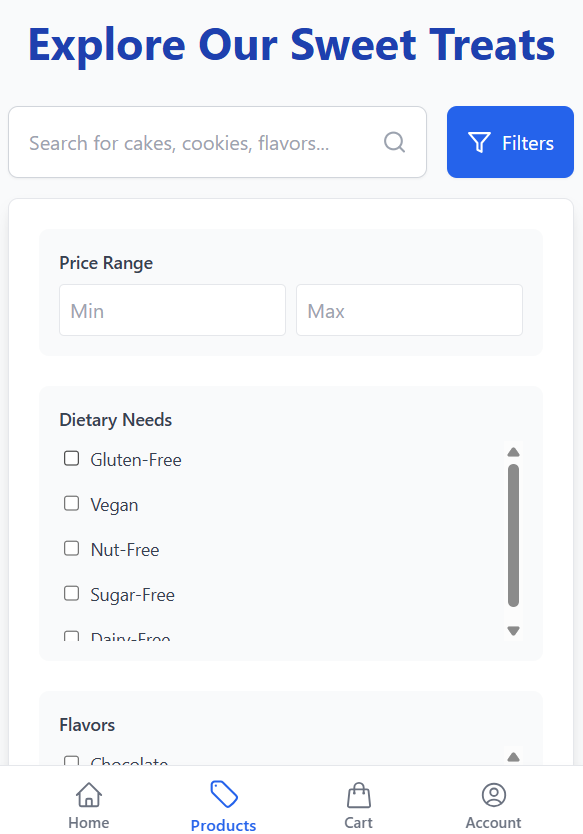 Explore Our Sweet Treats
Search for cakes, cookies, flavors...
Filters
Price Range
Min
Max
Dietary Needs
Gluten-Free
Vegan
Nut-Free
Sugar-Free
Dairy-Free
Flavors
Chocolate
Home
Products
Cart
Account